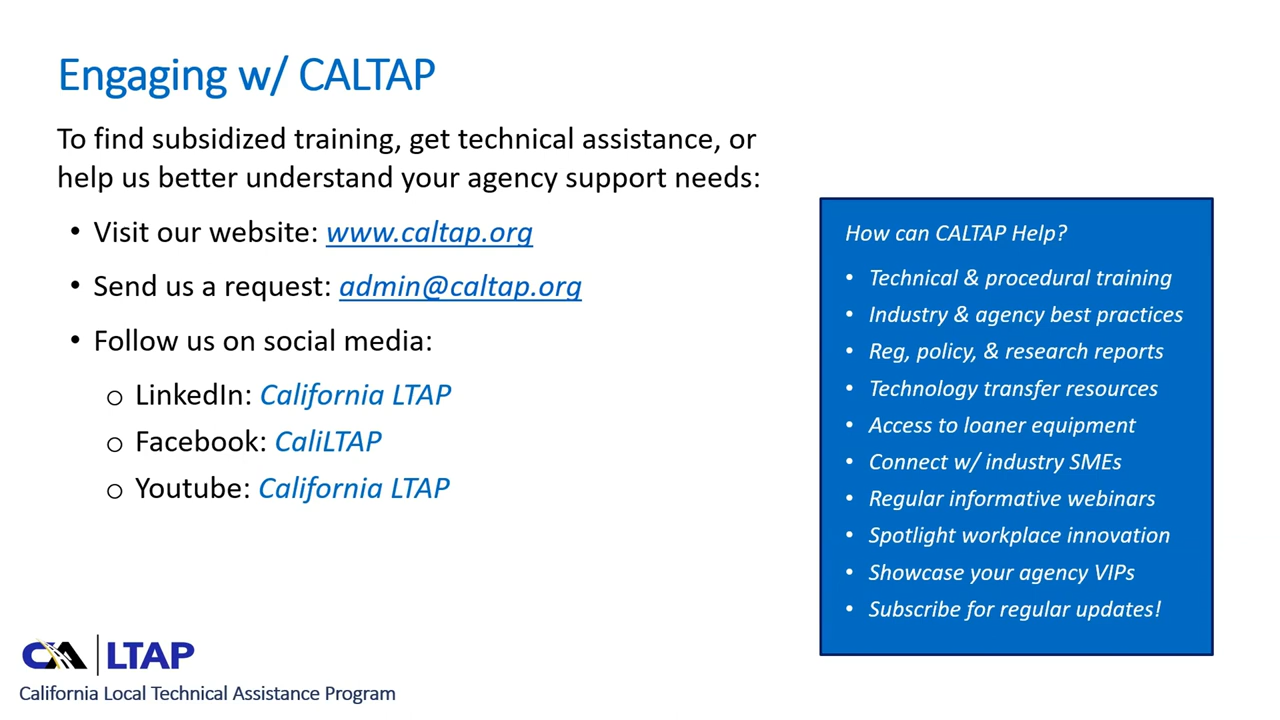 Engaging w/ CALTAP
To find subsidized training, get technical assistance, or
help us better understand your agency support needs:
• Visit our website: www.caltap.org
• Send us a request: admin@caltap.org
• Follow us on social media:
o LinkedIn: California LTAP
o Facebook: CaliLTAP
o Youtube: California LTAP
How can CALTAP Help?
• Technical & procedural training
• Industry & agency best practices
• Reg, policy, & research reports
• Technology transfer resources
• Access to loaner equipment
• Connect w/ industry SMEs
• Regular informative webinars
• Spotlight workplace innovation
• Showcase your agency VIPs
• Subscribe for regular updates!
CA LTAP
California Local Technical Assistance Program